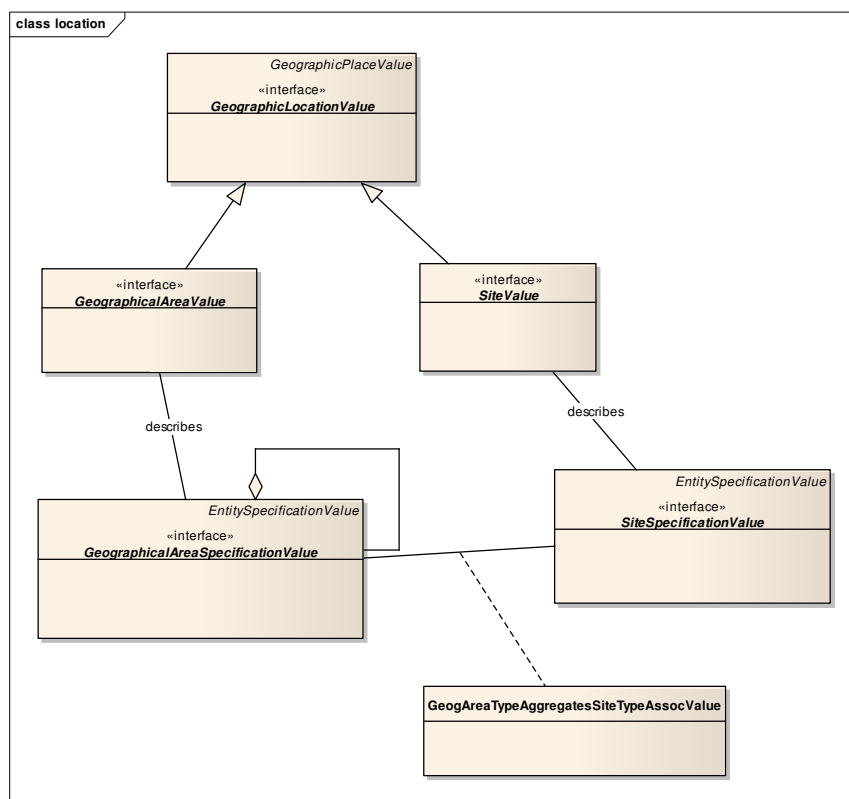 class location
GeographicPlaceValue
«interface»
GeographicLocationValue
«interface»
GeographicalAreaValue
«interface»
SiteValue
describes
describes
EntitySpecificationValue
«interface»
GeographicalAreaSpecificationValue
EntitySpecificationValue
«interface»
SiteSpecificationValue
GeogAreaTypeAggregatesSiteTypeAssocValue